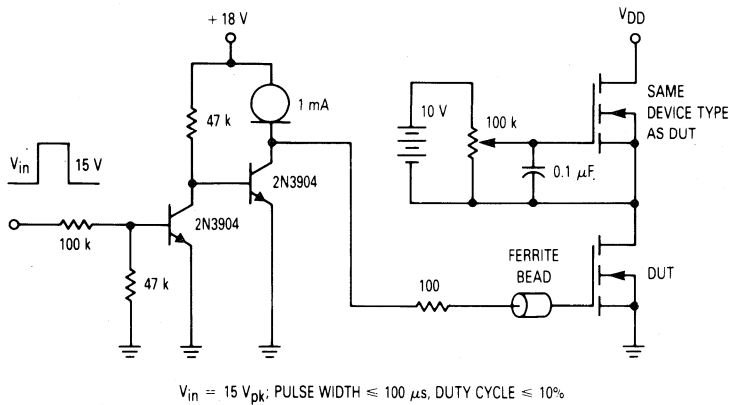 + 18 V
V_DD
1 mA
SAME
DEVICE TYPE
AS DUT
10 V
100 k
47 k
V_in
15 V
0.1 µF
2N3904
2N3904
100 k
FERRITE
BEAD
DUT
47 k
100
V_in = 15 V_pk; PULSE WIDTH ≤ 100 µs, DUTY CYCLE ≤ 10%